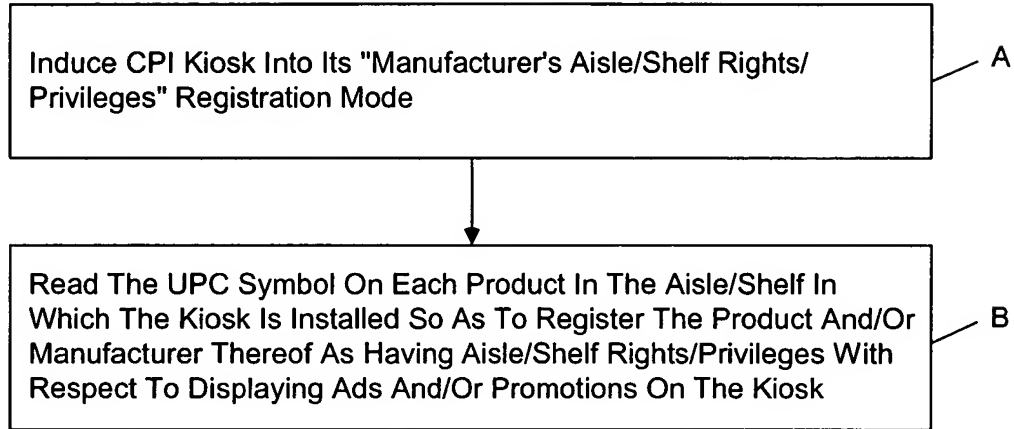 Induce CPI Kiosk Into Its "Manufacturer's Aisle/Shelf Rights/
Privileges" Registration Mode
A
Read The UPC Symbol On Each Product In The Aisle/Shelf In
Which The Kiosk Is Installed So As To Register The Product And/Or
Manufacturer Thereof As Having Aisle/Shelf Rights/Privileges With
Respect To Displaying Ads And/Or Promotions On The Kiosk
B